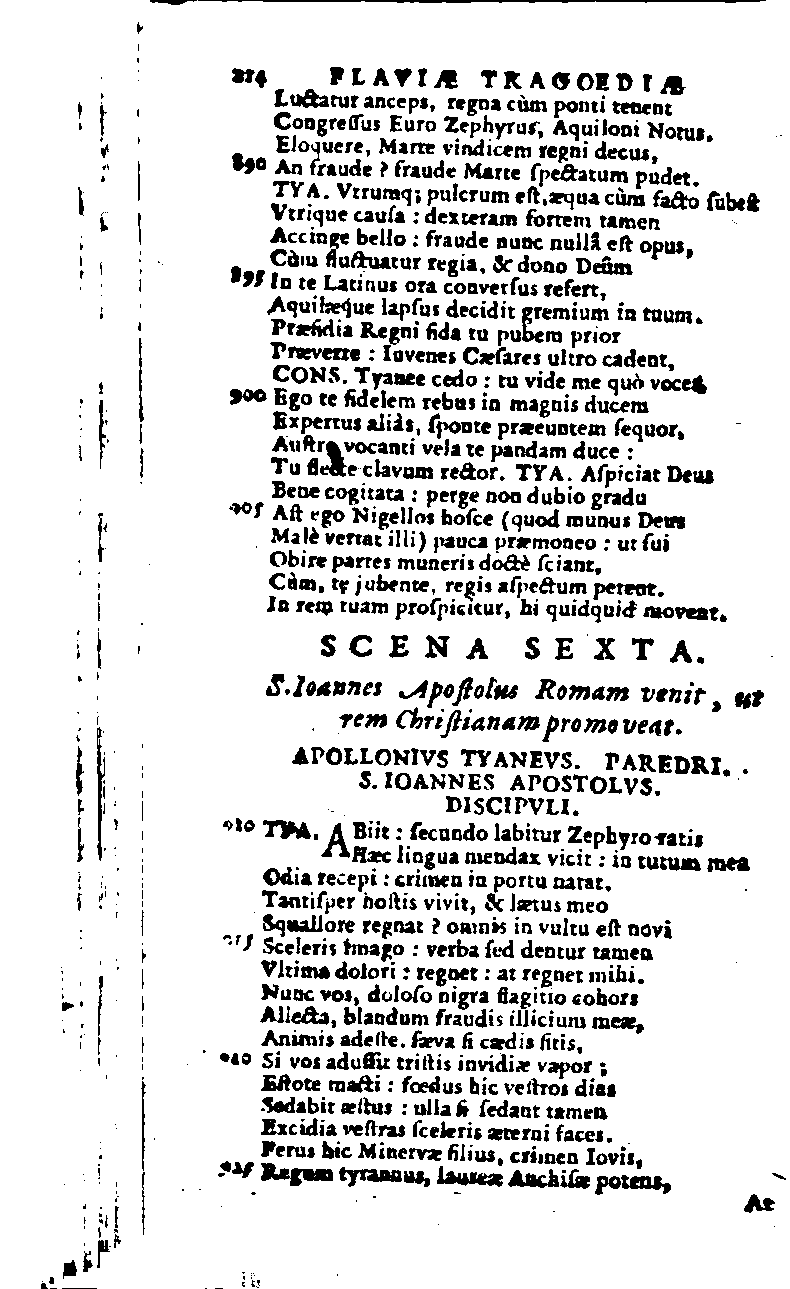 214 FLAVIÆ TRAGOEDIÆ
Luctatur anceps, regna cùm ponti tenent
Congreſſus Euro Zephyrus, Aquiloni Notus.
Eloquere, Marte vindicem regni decus,
890 An fraude ? fraude Marte ſpectatum pudet.
TYA. Vtrumq; pulcrum eſt, æqua cùm facto ſubeſt
Vtrique cauſa : dexteram fortem tamen
Accinge bello : fraude nunc nullâ eſt opus,
Cùm fluctuatur regia, & dono Deûm
895 In te Latinus ora converſus refert,
Aquilæque lapſus decidit gremium in tuum.
Præſidia Regni fida tu pubem prior
Præverte : Iuvenes Cæſares ultro cadent,
CONS. Tyanee cedo : tu vide me quò voces
900 Ego te fidelem rebus in magnis ducem
Expertus aliàs, ſponte præeuntem ſequor,
Auſtro vocanti vela te pandam duce :
Tu flecte clavum rector. TYA. Aſpiciat Deus
Bene cogitata : perge non dubio gradu
905 Aſt ego Nigellos hoſce (quod munus Deus
Malè vertat illi) pauca præmoneo : ut ſui
Obire partes muneris doctè ſciant,
Cùm, te jubente, regis aſpectum petent.
In rem tuam proſpicitur, hi quidquid movent.
SCENA SEXTA.
S. Ioannes Apoſtolus Romam venit, ut
rem Chriſtianam promoveat.
APOLLONIVS TYANEVS. PAREDRI.
S. IOANNES APOSTOLVS.
DISCIPVLI.
910 TYA. ABiit : ſecundo labitur Zephyro ratis
Hæc lingua mendax vicit : in tutum mea
Odia recepi : crimen in portu natat.
Tantiſper hoſtis vivit, & lætus meo
Squallore regnat ? omnis in vultu eſt novi
915 Sceleris imago : verba ſed dentur tamen
Vltima dolori : regnet : at regnet mihi.
Nunc vos, doloſo nigra flagitio cohors
Allecta, blandum fraudis illicium meæ,
Animis adeſte. ſæva ſi cædis ſitis,
920 Si vos aduſſit triſtis invidiæ vapor ;
Eſtote macti : fœdus hic veſtros dies
Sedabit æſtus : ulla ſi ſedant tamen
Excidia veſtras ſceleris æterni faces.
Ferus hic Minervæ filius, crimen Iovis,
925 Regum tyrannus, laureæ Anchiſæ potens,
At